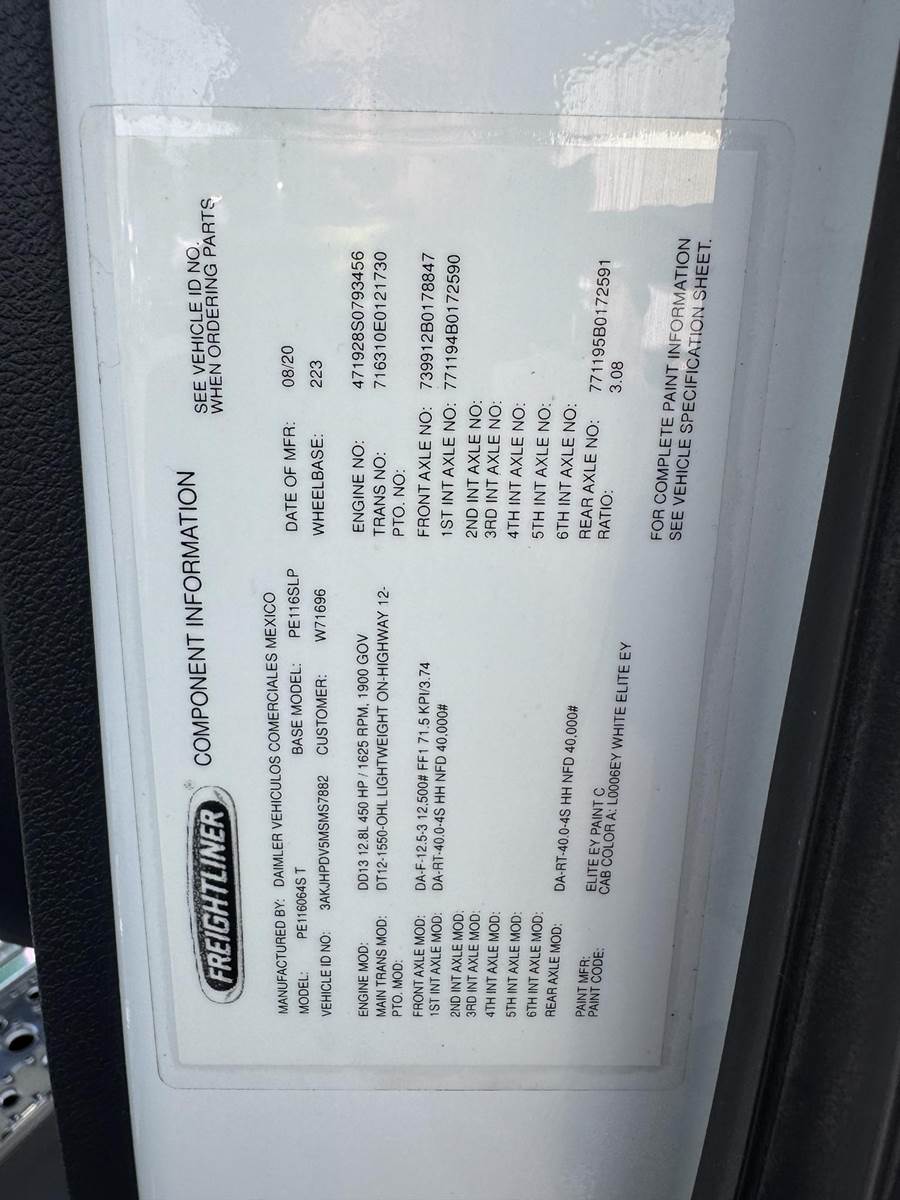 FREIGHTLINER ® COMPONENT INFORMATION
SEE VEHICLE ID NO.
WHEN ORDERING PARTS
MANUFACTURED BY: DAIMLER VEHICULOS COMERCIALES MEXICO DATE OF MFR: 08/20
MODEL: PE116064S T BASE MODEL: PE116SLP WHEELBASE: 223
VEHICLE ID NO: 3AKJHPDV5MSMS7882 CUSTOMER: W71696
ENGINE MOD: DD13 12.8L 450 HP / 1625 RPM, 1900 GOV ENGINE NO: 471928S0793456
MAIN TRANS MOD: DT12-1550-OHL LIGHTWEIGHT ON-HIGHWAY 12- TRANS NO: 716310E0121730
PTO. MOD: PTO. NO:
FRONT AXLE MOD: DA-F-12.5-3 12,500# FF1 71.5 KPI/3.74 FRONT AXLE NO: 739912B0178847
1ST INT AXLE MOD: DA-RT-40.0-4S HH NFD 40,000# 1ST INT AXLE NO: 771194B0172590
2ND INT AXLE MOD: 2ND INT AXLE NO:
3RD INT AXLE MOD: 3RD INT AXLE NO:
4TH INT AXLE MOD: 4TH INT AXLE NO:
5TH INT AXLE MOD: 5TH INT AXLE NO:
6TH INT AXLE MOD: 6TH INT AXLE NO:
REAR AXLE MOD: DA-RT-40.0-4S HH NFD 40,000# REAR AXLE NO: 771195B0172591
RATIO: 3.08
PAINT MFR: ELITE EY PAINT C
PAINT CODE: CAB COLOR A: L0006EY WHITE ELITE EY
FOR COMPLETE PAINT INFORMATION
SEE VEHICLE SPECIFICATION SHEET.